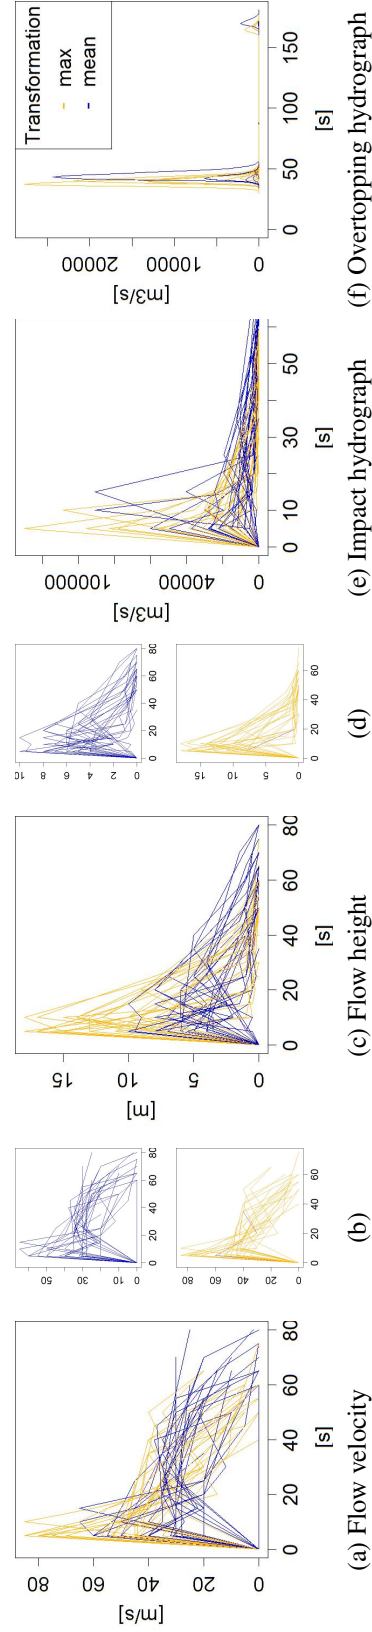 [m/s]
80
60
40
20
0
0 20 40 60 80
[s]
(a) Flow velocity
50
30
10
0 20 40 60 80
80
60
40
20
0
0 20 40 60
(b)
[m]
15
10
5
0
0 20 40 60 80
[s]
(c) Flow height
10
8
6
4
2
0
0 20 40 60 80
15
10
5
0
0 20 40 60
(d)
[m3/s]
100000
40000
0
0 10 30 50
[s]
(e) Impact hydrograph
[m3/s]
20000
10000
0
0 50 100 150
[s]
Transformation
max
mean
(f) Overtopping hydrograph